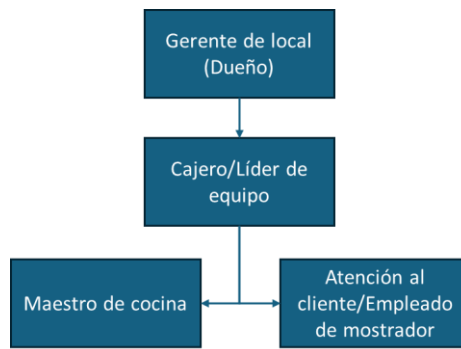 Gerente de local
(Dueño)
Cajero/Líder de
equipo
Maestro de cocina
Atención al
cliente/Empleado
de mostrador